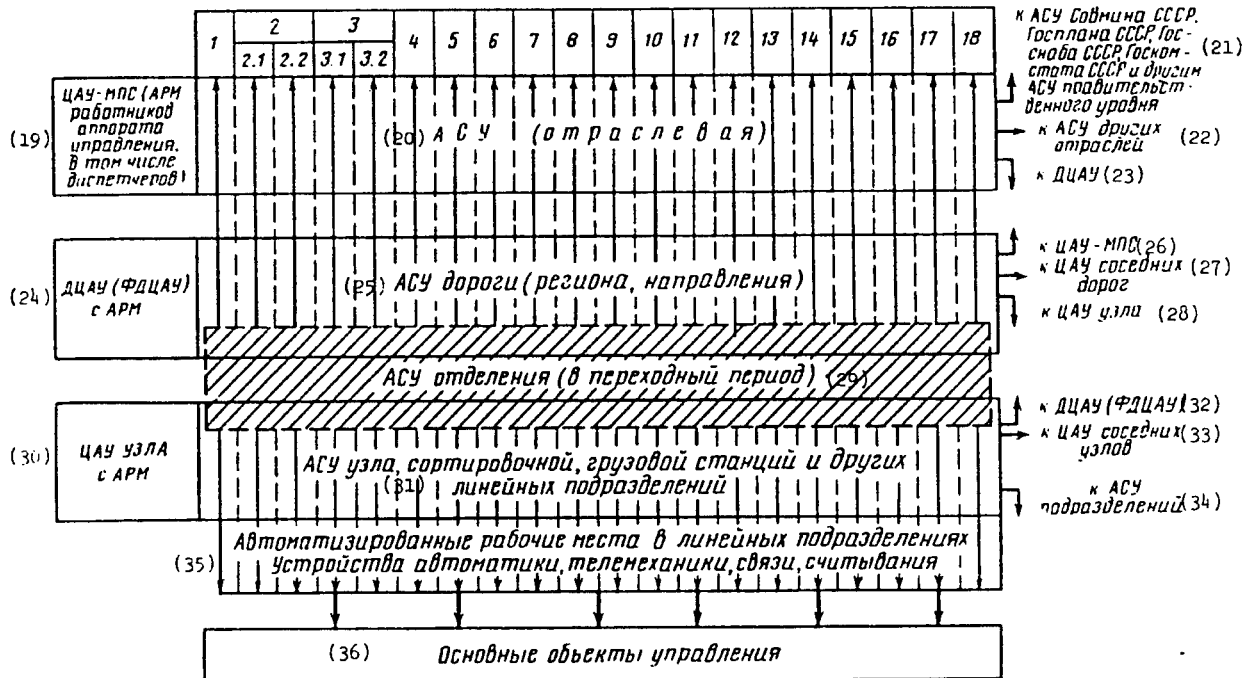 1 2 3 4 5 6 7 8 9 10 11 12 13 14 15 16 17 18
2.1 2.2 3.1 3.2
к АСУ Совмина СССР,
Госплана СССР, Гос-
снаба СССР, Госком-
стата СССР и другим
АСУ правительст-
венного уровня
(21)
(19)
ЦАУ-МПС (АРМ
работников
аппарата
управления,
в том числе
диспетчеров)
(20) АСУ (отраслевая)
к АСУ других
отраслей
(22)
к ДЦАУ (23)
(24)
ДЦАУ (ФДЦАУ)
с АРМ
(25) АСУ дороги (региона, направления)
к ЦАУ-МПС (26)
к ЦАУ соседних
дорог
(27)
к ЦАУ узла (28)
АСУ отделения (в переходный период) (29)
(30)
ЦАУ УЗЛА
с АРМ
АСУ узла, сортировочной, грузовой станций и других
(31) линейных подразделений
к ДЦАУ (ФДЦАУ) (32)
к ЦАУ соседних
узлов
(33)
к АСУ
подразделений
(34)
(35)
Автоматизированные рабочие места в линейных подразделениях
Устройства автоматики, телемеханики, связи, считывания
(36) Основные объекты управления